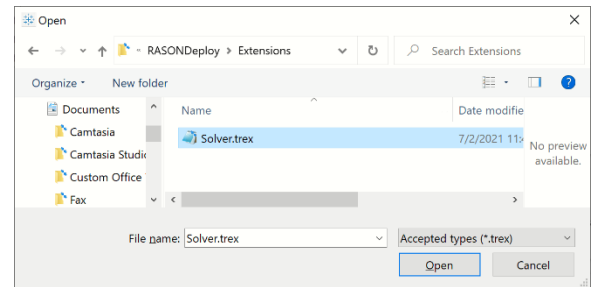 Open
RASONDeploy > Extensions
Search Extensions
Organize
New folder
Documents
Camtasia
Camtasia Studic
Custom Office
Fax
Name
Date modifie
Solver.trex
7/2/2021 11:
No preview
available.
File name: Solver.trex
Accepted types (*.trex)
Open
Cancel